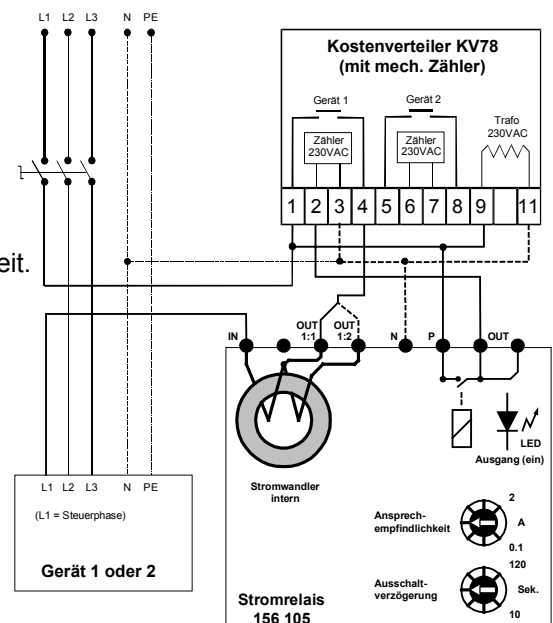 L1 L2 L3 N PE
Kostenverteiler KV78
(mit mech. Zähler)
Gerät 1
Gerät 2
Trafo
230VAC
Zähler
230VAC
Zähler
230VAC
1 2 3 4 5 6 7 8 9 11
eit.
IN
OUT
1:1
OUT
1:2
N
P
OUT
LED
Ausgang (ein)
Stromwandler
intern
L1 L2 L3 N PE
(L1 = Steuerphase)
Gerät 1 oder 2
Ansprech-
empfindlichkeit
2
A
0.1
Ausschalt-
verzögerung
120
Sek.
10
Stromrelais
156 105